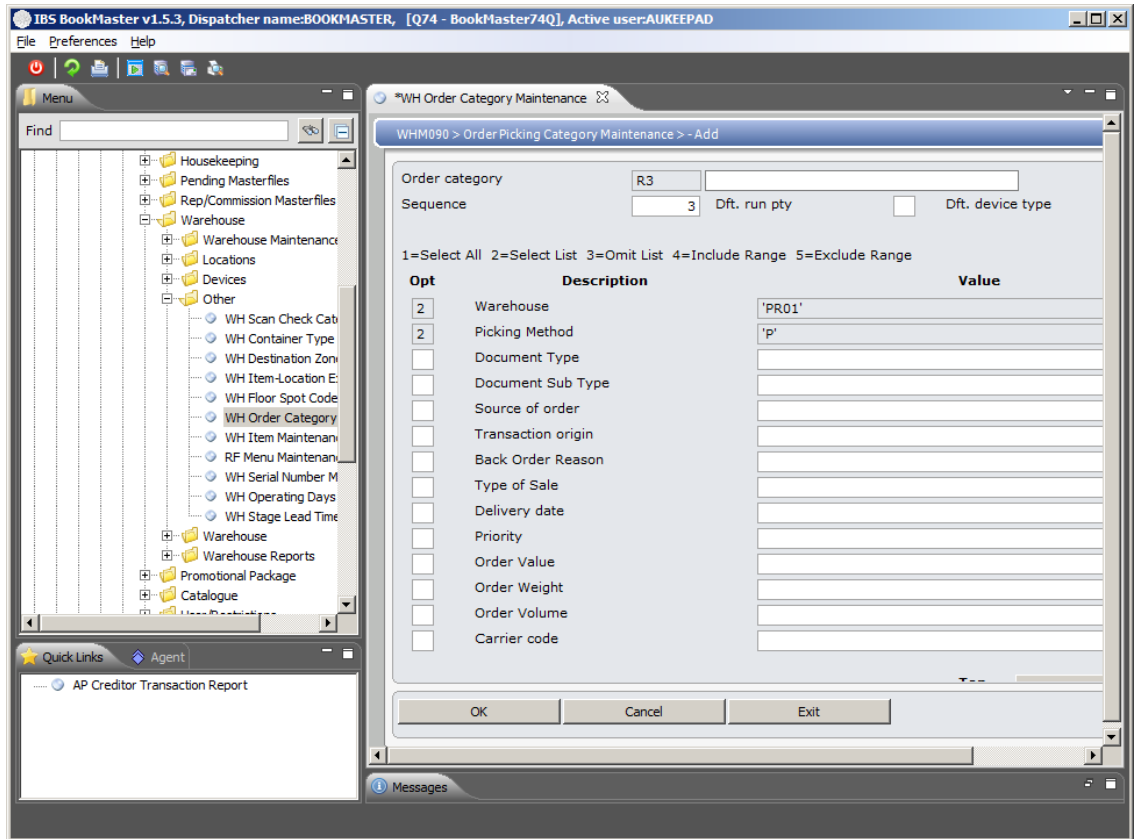 IBS BookMaster v1.5.3, Dispatcher name:BOOKMASTER, [Q74 - BookMaster74Q], Active user:AUKEEPAD
File Preferences Help
Menu
Find
Housekeeping
Pending Masterfiles
Rep/Commission Masterfiles
Warehouse
Warehouse Maintenance
Locations
Devices
Other
WH Scan Check Cat
WH Container Type
WH Destination Zon
WH Item-Location E
WH Floor Spot Code
WH Order Category
WH Item Maintenan
RF Menu Maintenan
WH Serial Number M
WH Operating Days
WH Stage Lead Time
Warehouse
Warehouse Reports
Promotional Package
Catalogue
Quick Links Agent
AP Creditor Transaction Report
*WH Order Category Maintenance
WHM090 > Order Picking Category Maintenance > - Add
Order category R3
Sequence 3 Dft. run pty Dft. device type
1=Select All 2=Select List 3=Omit List 4=Include Range 5=Exclude Range
Opt Description Value
2 Warehouse 'PR01'
2 Picking Method 'P'
Document Type
Document Sub Type
Source of order
Transaction origin
Back Order Reason
Type of Sale
Delivery date
Priority
Order Value
Order Weight
Order Volume
Carrier code
OK Cancel Exit
Messages